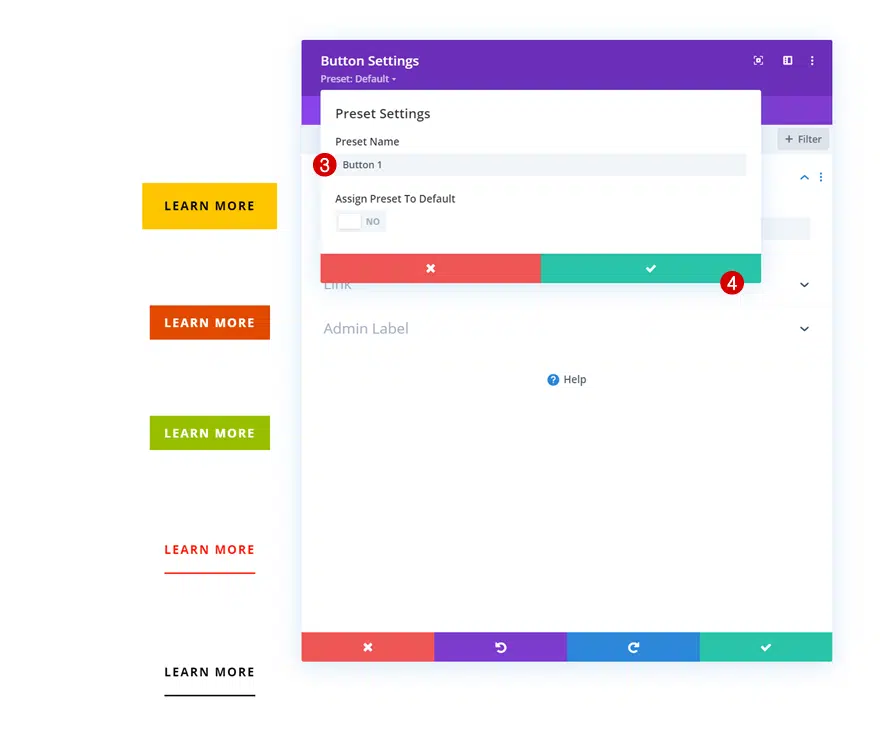 Button Settings
Preset: Default
Preset Settings
Preset Name
3
Button 1
Assign Preset To Default
NO
4
Filter
Link
Admin Label
Help
LEARN MORE
LEARN MORE
LEARN MORE
LEARN MORE
LEARN MORE